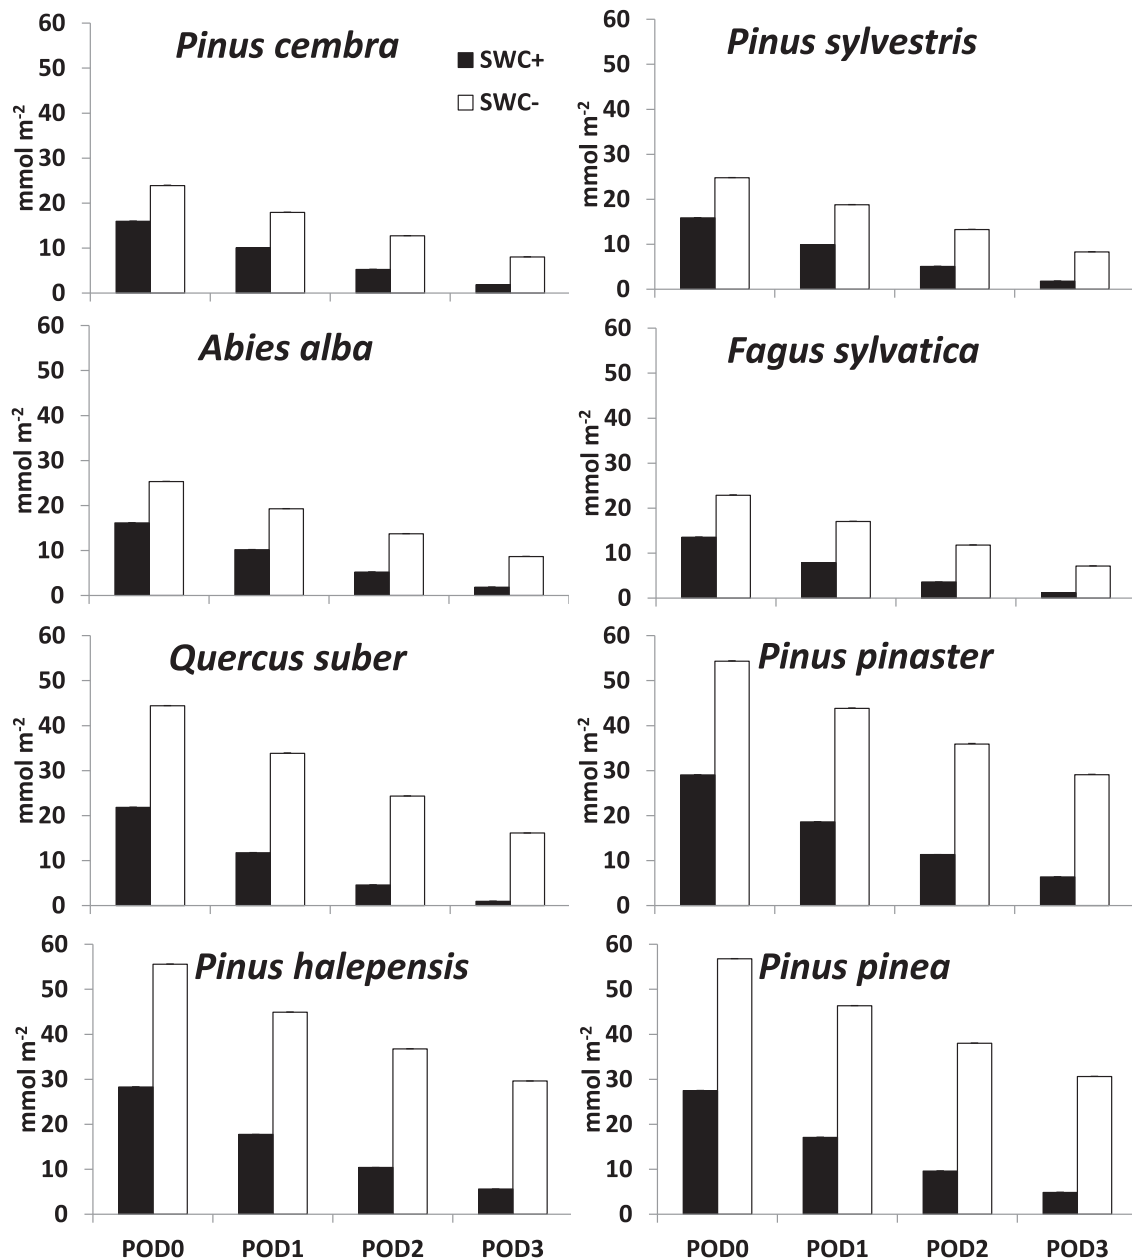 Pinus cembra
SWC+
SWC-
mmol m-2
60
50
40
30
20
10
0
Pinus sylvestris
mmol m-2
60
50
40
30
20
10
0
Abies alba
mmol m-2
60
50
40
30
20
10
0
Fagus sylvatica
mmol m-2
60
50
40
30
20
10
0
Quercus suber
mmol m-2
60
50
40
30
20
10
0
Pinus pinaster
mmol m-2
60
50
40
30
20
10
0
Pinus halepensis
mmol m-2
60
50
40
30
20
10
0
POD0 POD1 POD2 POD3
Pinus pinea
mmol m-2
60
50
40
30
20
10
0
POD0 POD1 POD2 POD3